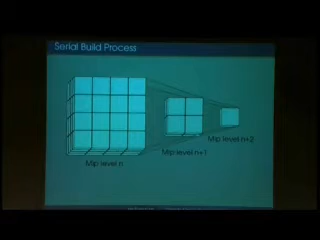 Serial Build Process
Mip level n
Mip level n+1
Mip level n+2